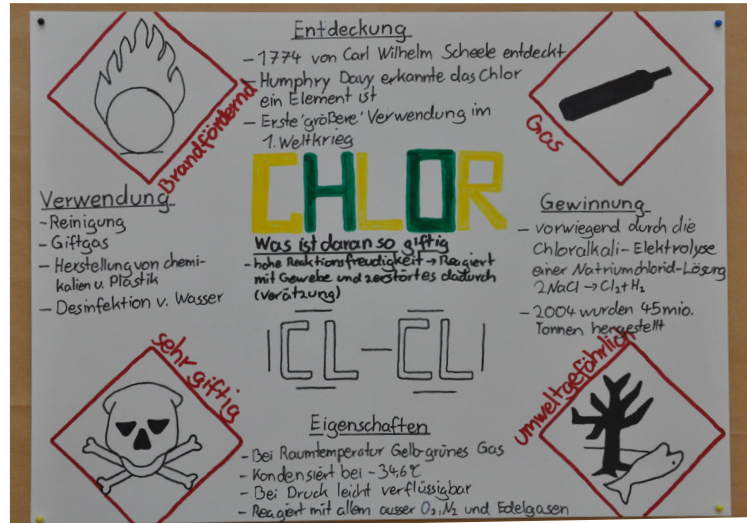 Entdeckung
- 1774 von Carl Wilhelm Scheele entdeckt
- Humphry Davy erkannte das Chlor
ein Element ist
- Erste 'größere' Verwendung im
1. Weltkrieg
Brandfördernd
Gas
CHLOR
Verwendung
- Reinigung
- Giftgas
- Herstellung von chemi-
kalien u. Plastik
- Desinfektion v. Wasser
Was ist daran so giftig
- hohe Reaktionsfreudigkeit → Reagiert
mit Gewebe und zerstört es dadurch
(Verätzung)
Gewinnung
- vorwiegend durch die
Chloralkali-Elektrolyse
einer Natriumchlorid-Lösung
2NaCl → Cl₂ + H₂
- 2004 wurden 45 mio.
Tonnen hergestellt
CL-CL
sehr giftig
umweltgefährlich
Eigenschaften
- Bei Raumtemperatur Gelb-grünes Gas
- Kondensiert bei -34,6°C
- Bei Druck leicht verflüssigbar
- Reagiert mit allem ausser O₂, N₂ und Edelgasen